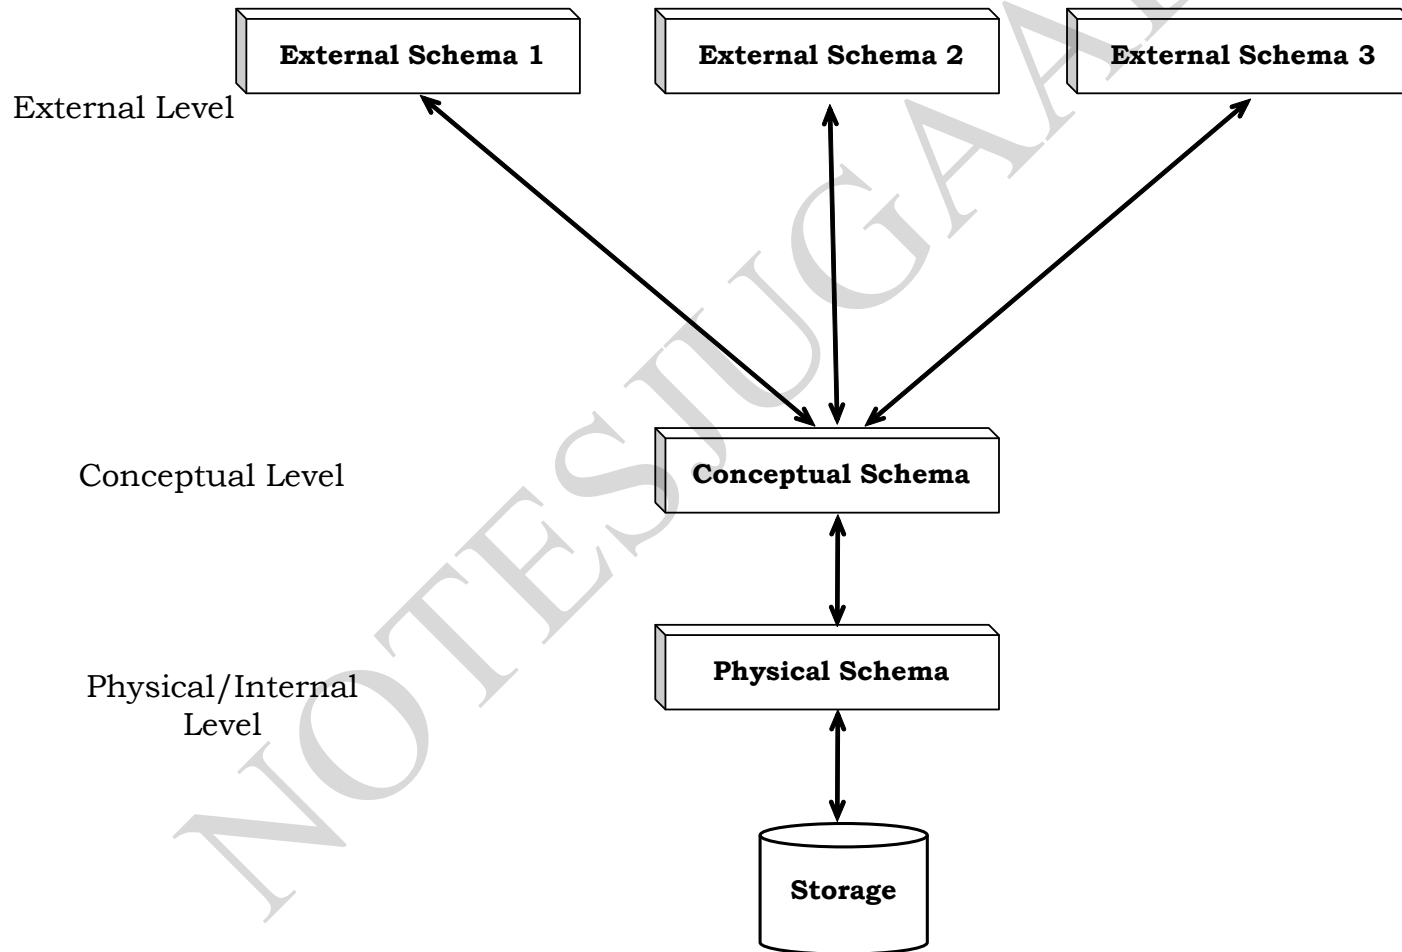 External Schema 1
External Schema 2
External Schema 3
External Level
Conceptual Level
Conceptual Schema
Physical Schema
Physical/Internal
Level
Storage
NOTESJUGAA